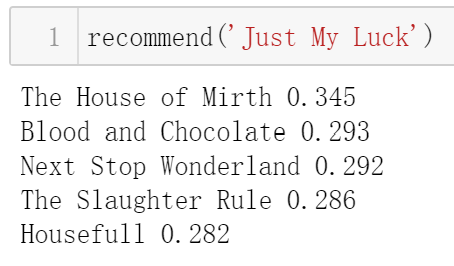 1 recommend('Just My Luck')
The House of Mirth 0.345
Blood and Chocolate 0.293
Next Stop Wonderland 0.292
The Slaughter Rule 0.286
Housefull 0.282